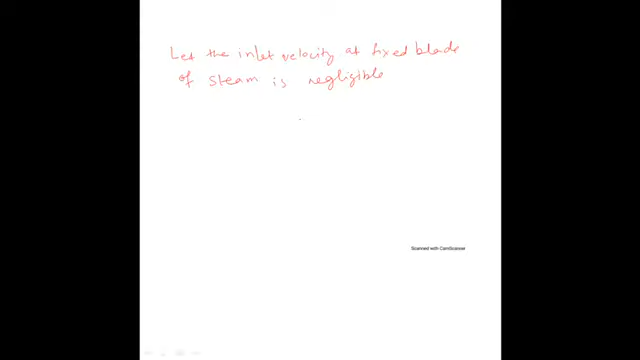 Let the inlet velocity at fixed blade
of steam is negligible
Scanned with CamScanner